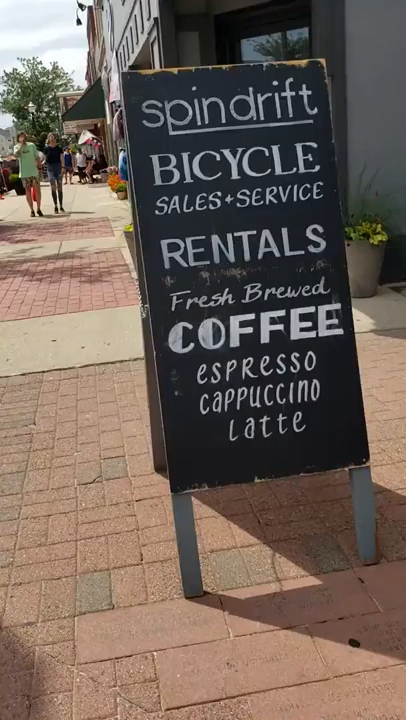 spindrift
BICYCLE
SALES+SERVICE
RENTALS
Fresh Brewed
COFFEE
espresso
cappuccino
latte